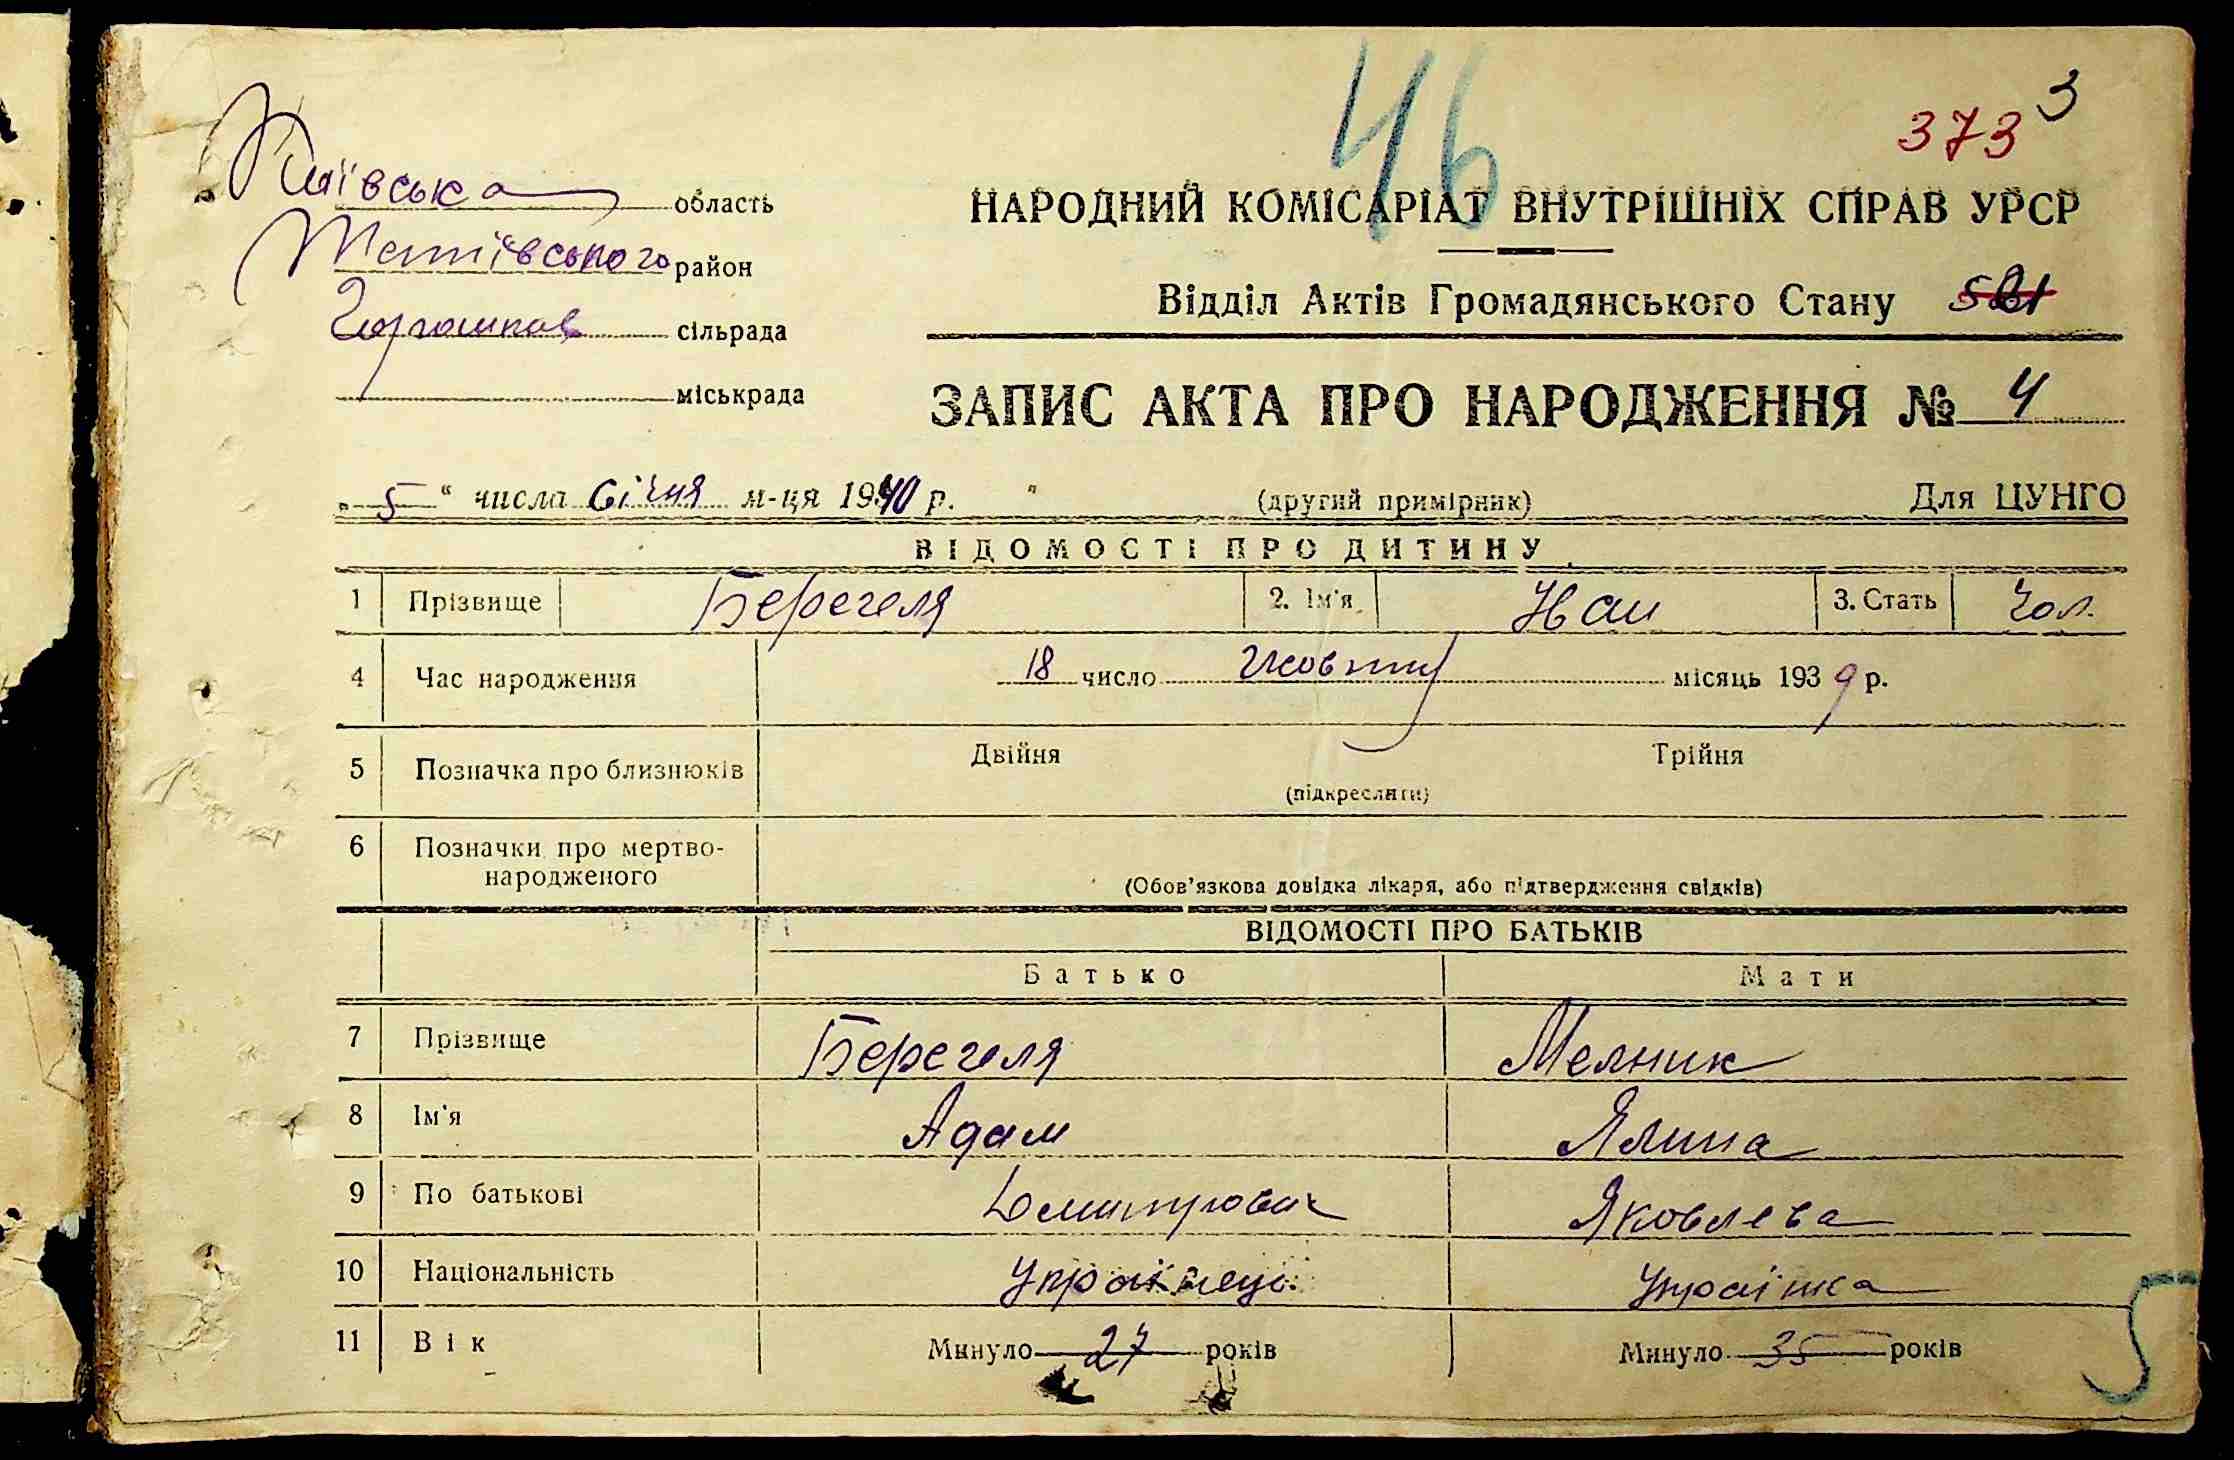 46
373 3
Київська область
Тетіївського район
сільрада
міськрада
НАРОДНИЙ КОМІСАРІАТ ВНУТРІШНІХ СПРАВ УРСР
Відділ Актів Громадянського Стану
ЗАПИС АКТА ПРО НАРОДЖЕННЯ № 4
„ 5 “ числа Січня м-ця 1940 р. (другий примірник) Для ЦУНГО
ВІДОМОСТІ ПРО ДИТИНУ
1 Прізвище Берегеля 2. Ім'я 3. Стать Чол.
4 Час народження 18 число Жовтня місяць 1939 р.
5 Позначка про близнюків Двійня Трійня
(підкреслити)
6 Позначки про мертво-
народженого
(Обов'язкова довідка лікаря, або підтвердження свідків)
ВІДОМОСТІ ПРО БАТЬКІВ
Батько Мати
7 Прізвище Берегеля Мелник
8 Ім'я Адам Ялина
9 По батькові Дмитрович Яковлева
10 Національність Українець Українка
11 Вік Минуло 27 років Минуло 35 років
5